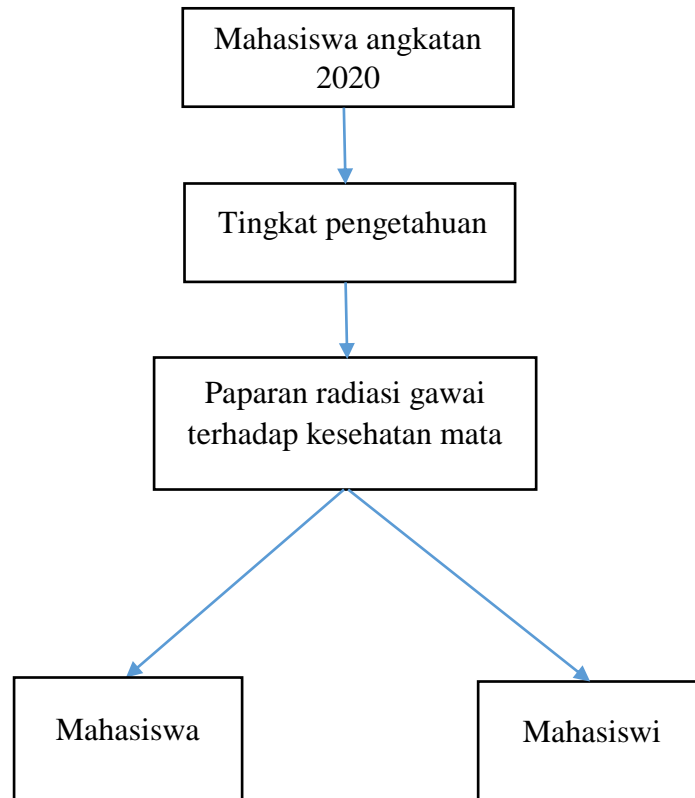 Mahasiswa angkatan
2020
Tingkat pengetahuan
Paparan radiasi gawai
terhadap kesehatan mata
Mahasiswa
Mahasiswi